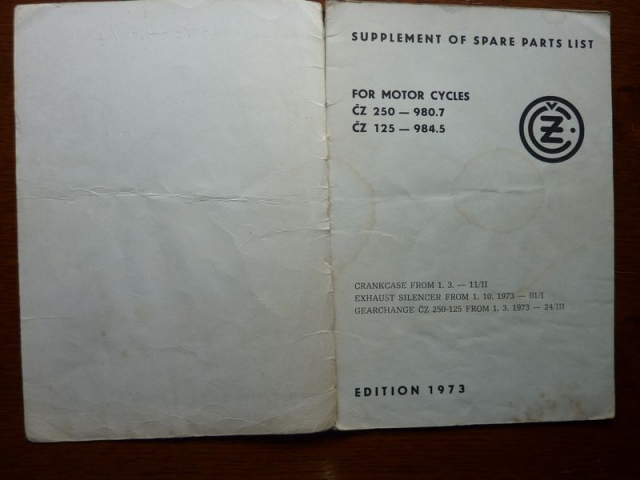 SUPPLEMENT OF SPARE PARTS LIST
FOR MOTOR CYCLES
ČZ 250 — 980.7
ČZ 125 — 984.5
ČZ
CRANKCASE FROM 1. 3. — 11/II
EXHAUST SILENCER FROM 1. 10. 1973 — III/I
GEARCHANGE ČZ 250-125 FROM 1. 3. 1973 — 24/III
EDITION 1973